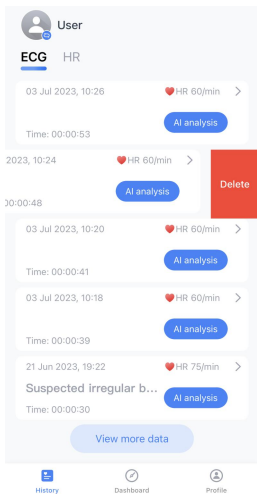 User
ECG HR
03 Jul 2023, 10:26 HR 60/min
AI analysis
Time: 00:00:53
2023, 10:24 HR 60/min
AI analysis
Delete
00:00:48
03 Jul 2023, 10:20 HR 60/min
AI analysis
Time: 00:00:41
03 Jul 2023, 10:18 HR 60/min
AI analysis
Time: 00:00:39
21 Jun 2023, 19:22 HR 75/min
Suspected irregular b...
AI analysis
Time: 00:00:30
View more data
History Dashboard Profile